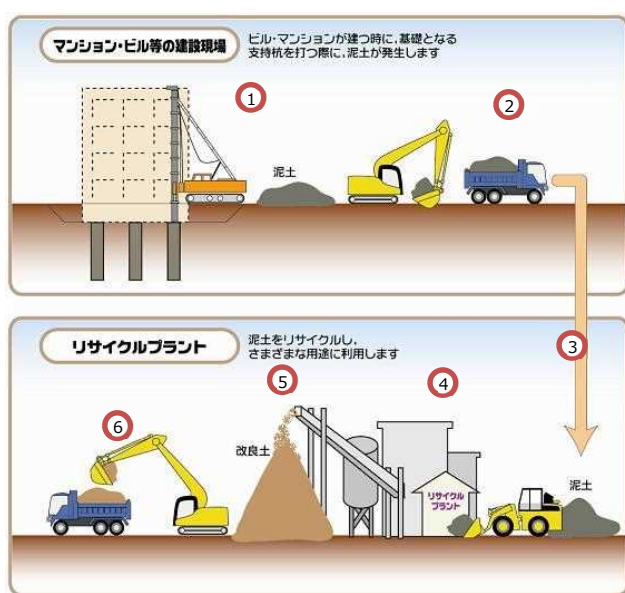 マンション・ビル等の建設現場
ビル・マンションが建つ時に、基礎となる
支持杭を打つ際に、泥土が発生します
1
2
泥土
3
リサイクルプラント
泥土をリサイクルし、
さまざまな用途に利用します
4
5
6
改良土
泥土
リサイクル
プラント